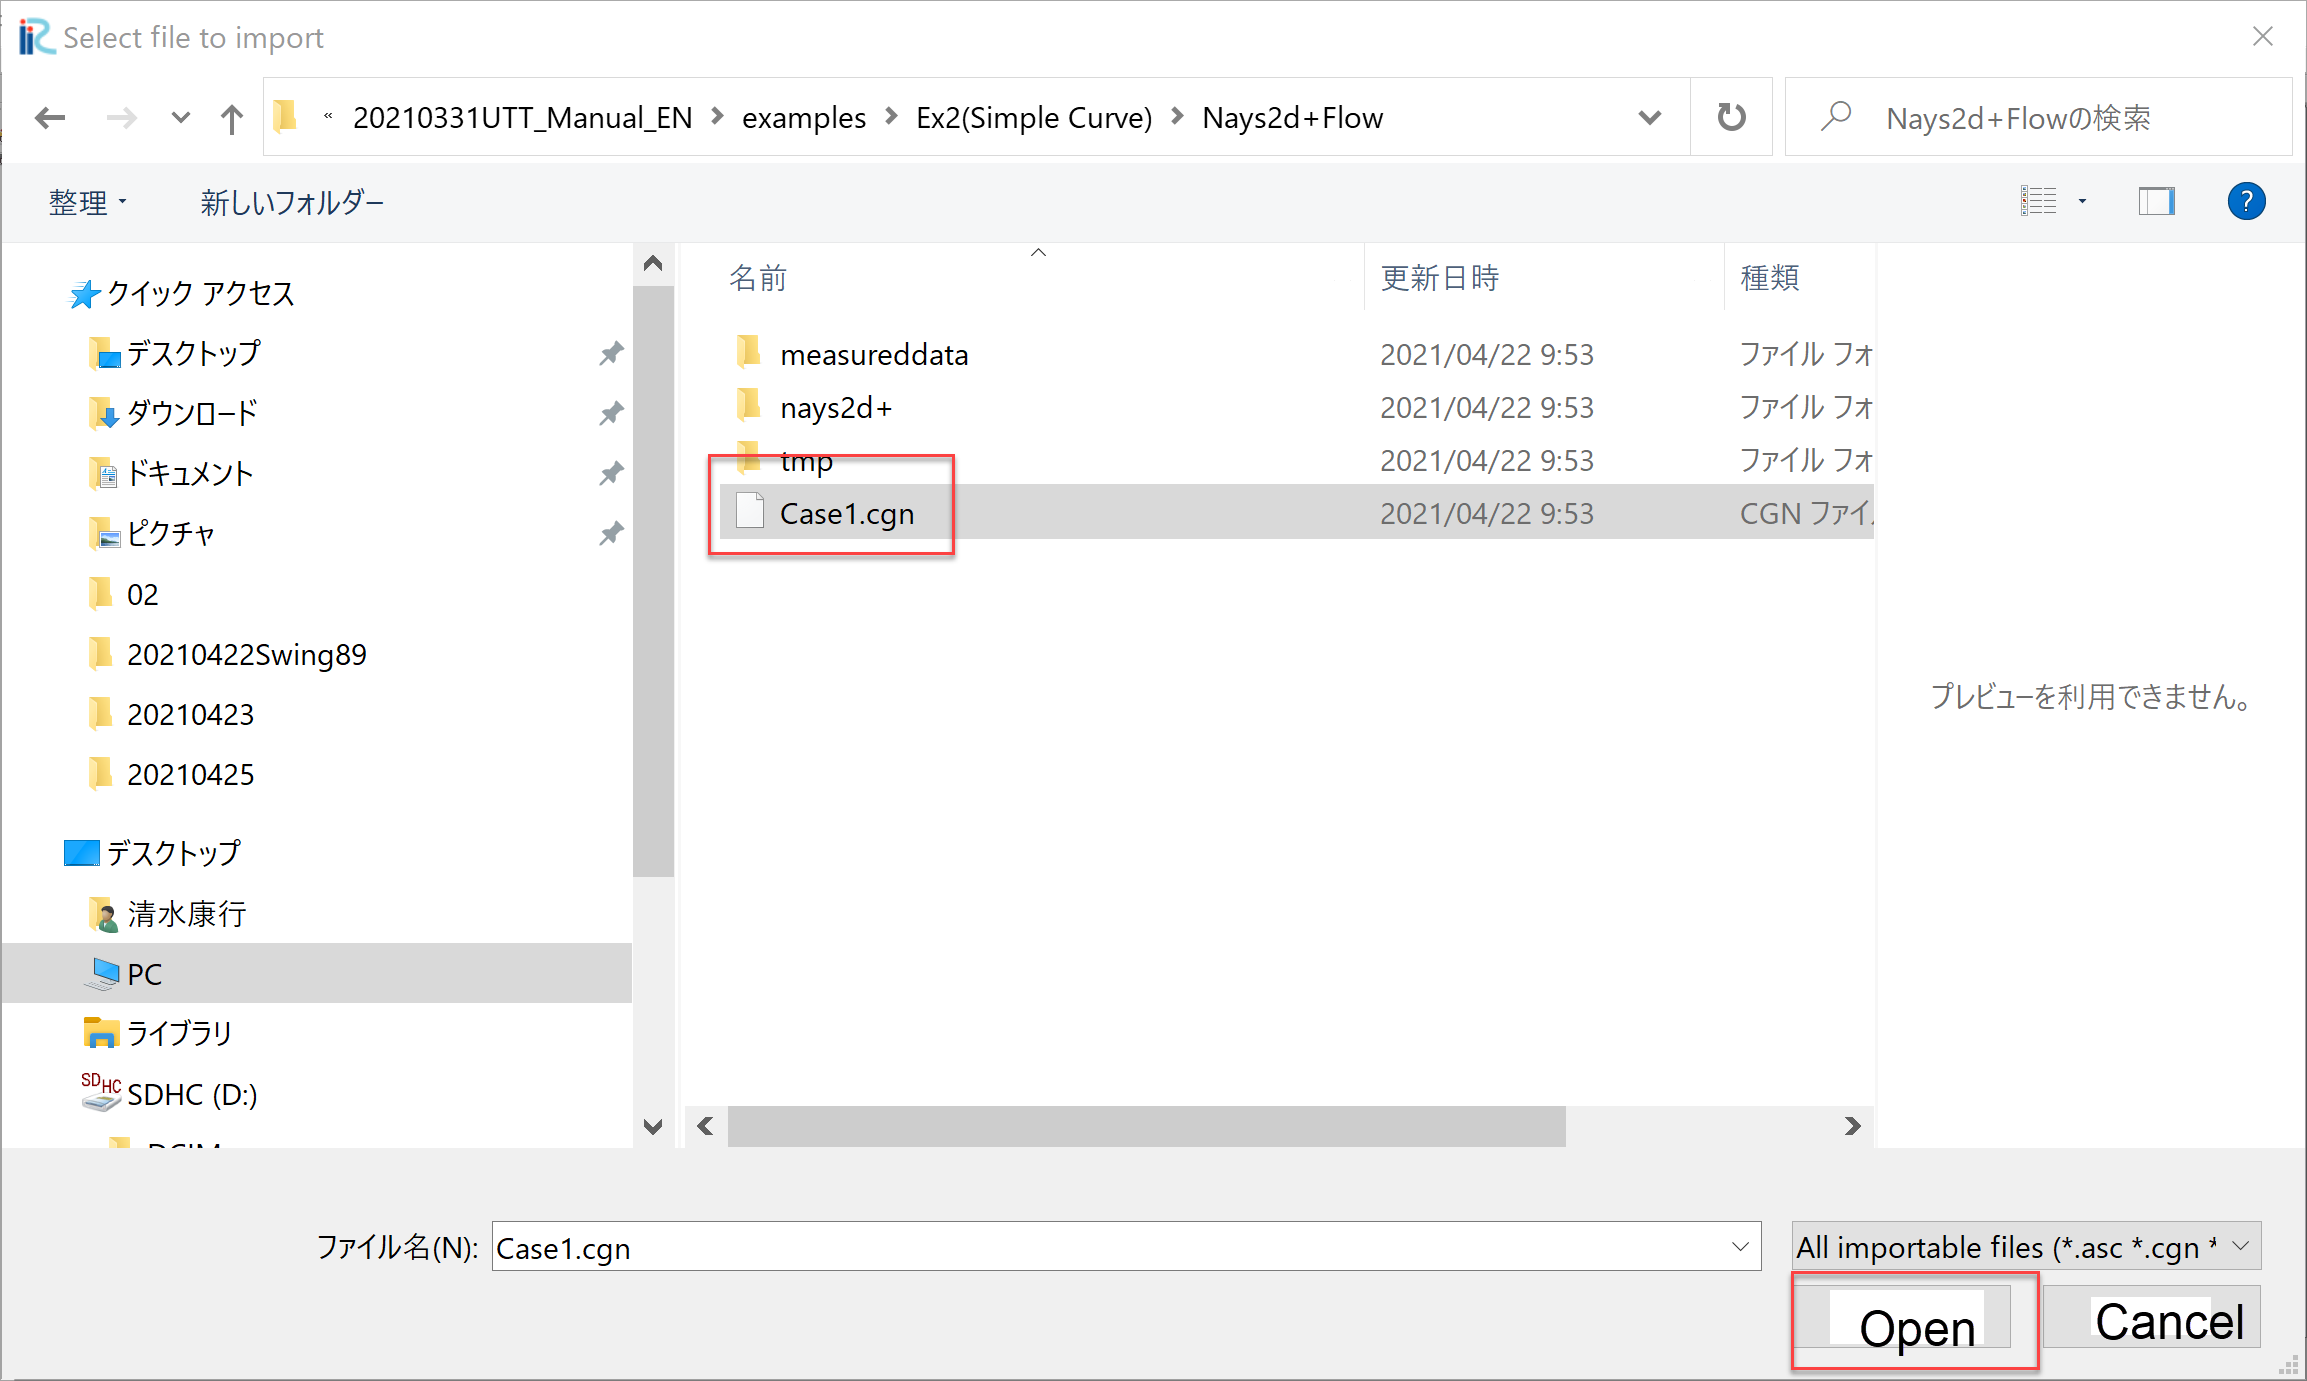 Select file to import
« 20210331UTT_Manual_EN > examples > Ex2(Simple Curve) > Nays2d+Flow
Nays2d+Flowの検索
整理
新しいフォルダー
?
クイック アクセス
デスクトップ
ダウンロード
ドキュメント
ピクチャ
02
20210422Swing89
20210423
20210425
デスクトップ
清水康行
PC
ライブラリ
SDHC
SDHC (D:)
名前 更新日時 種類
measureddata 2021/04/22 9:53 ファイル フォ
nays2d+ 2021/04/22 9:53 ファイル フォ
tmp 2021/04/22 9:53 ファイル フォ
Case1.cgn 2021/04/22 9:53 CGN ファイ
プレビューを利用できません。
ファイル名(N): Case1.cgn
All importable files (*.asc *.cgn *
Open
Cancel